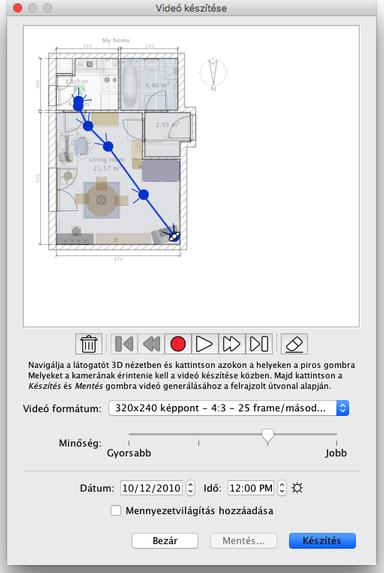 Videó készítése
My home
Kitchen
4.46 m²
2.93 m²
Living room
21.57 m²
N
474
Navigálja a látogatót 3D nézetben és kattintson azokon a helyeken a piros gombra
Melyeket a kamerának érintenie kell a videó készítése közben. Majd kattintson a
Készítés és Mentés gombra videó generálásához a felrajzolt útvonal alapján.
Videó formátum: 320x240 képpont - 4:3 - 25 frame/másod...
Minőség:
Gyorsabb Jobb
Dátum: 10/12/2010 Idő: 12:00 PM
Mennyezetvilágítás hozzáadása
Bezár Mentés... Készítés